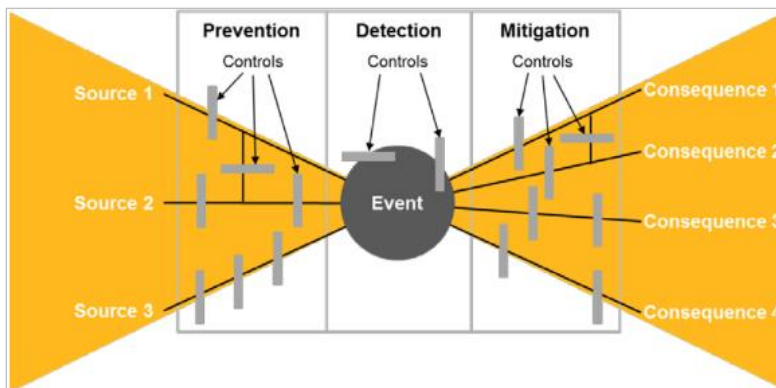 Prevention
Detection
Mitigation
Controls
Controls
Controls
Source 1
Source 2
Source 3
Event
Consequence 1
Consequence 2
Consequence 3
Consequence 4